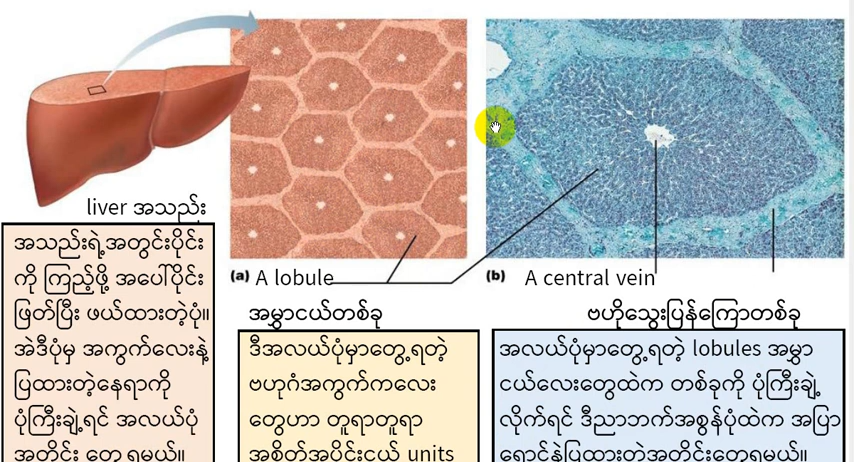 liver အသည်း
အသည်းရဲ့အတွင်းပိုင်း
ကို ကြည့်ဖို့ အပေါ်ပိုင်း
ဖြတ်ပြီး ဖယ်ထားတဲ့ပုံ။
အဲဒီပုံမှ အကွက်လေးနဲ့
ပြထားတဲ့နေရာကို
ပုံကြီးချဲ့ရင် အလယ်ပုံ
အတိုင်း တွေ့ရမယ်။
(a) A lobule
အမွှာငယ်တစ်ခု
ဒီအလယ်ပုံမှာတွေ့ရတဲ့
ဗဟုဂံအကွက်ကလေး
တွေဟာ တူရာတူရာ
အစိတ်အပိုင်းငယ် units
(b) A central vein
ဗဟိုသွေးပြန်ကြောတစ်ခု
အလယ်ပုံမှာတွေ့ရတဲ့ lobules အမွှာ
ငယ်လေးတွေထဲက တစ်ခုကို ပုံကြီးချဲ့
လိုက်ရင် ဒီညာဘက်အစွန်ပုံထဲက အပြာ
ရောင်နဲ့ပြထားတဲ့အတိုင်းတွေ့ရမယ်။